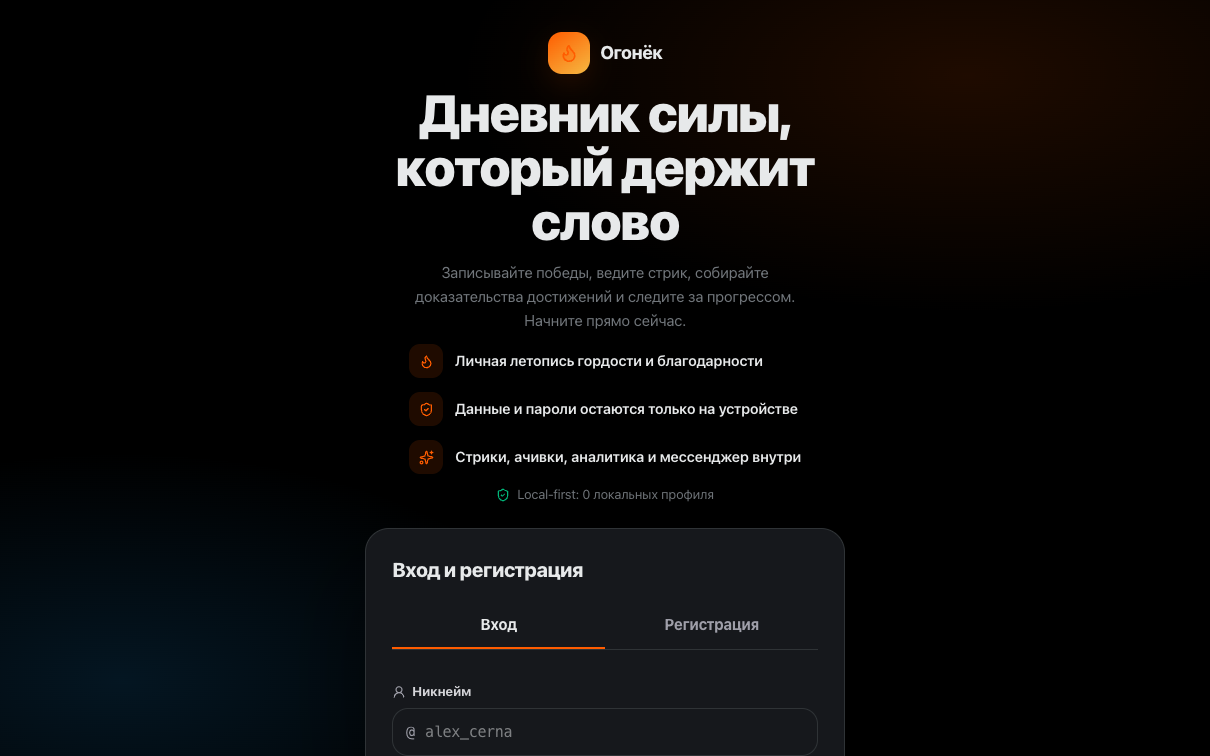 Огонёк
Дневник силы,
который держит
слово
Записывайте победы, ведите стрик, собирайте
доказательства достижений и следите за прогрессом.
Начните прямо сейчас.
Личная летопись гордости и благодарности
Данные и пароли остаются только на устройстве
Стрики, ачивки, аналитика и мессенджер внутри
Local-first: 0 локальных профиля
Вход и регистрация
Вход Регистрация
Никнейм
@ alex_cerna